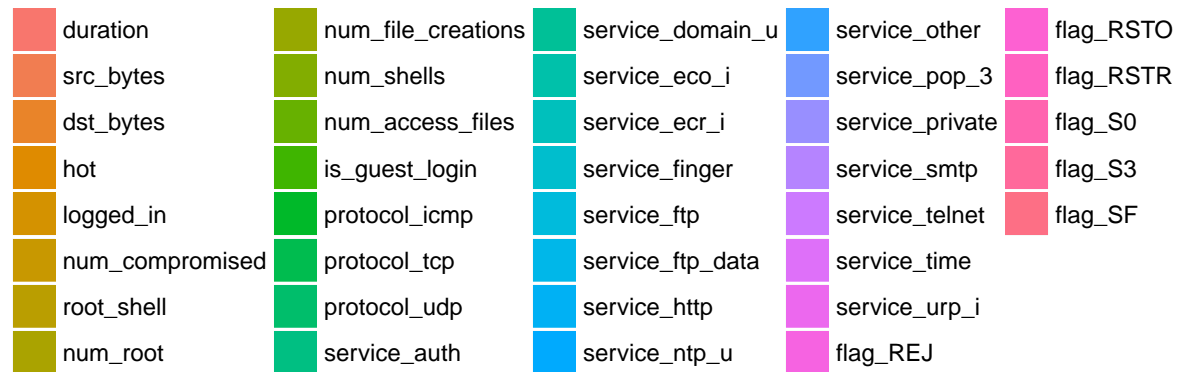 duration
src_bytes
dst_bytes
hot
logged_in
num_compromised
root_shell
num_root
num_file_creations
num_shells
num_access_files
is_guest_login
protocol_icmp
protocol_tcp
protocol_udp
service_auth
service_domain_u
service_eco_i
service_ecr_i
service_finger
service_ftp
service_ftp_data
service_http
service_ntp_u
service_other
service_pop_3
service_private
service_smtp
service_telnet
service_time
service_urp_i
flag_REJ
flag_RSTO
flag_RSTR
flag_S0
flag_S3
flag_SF